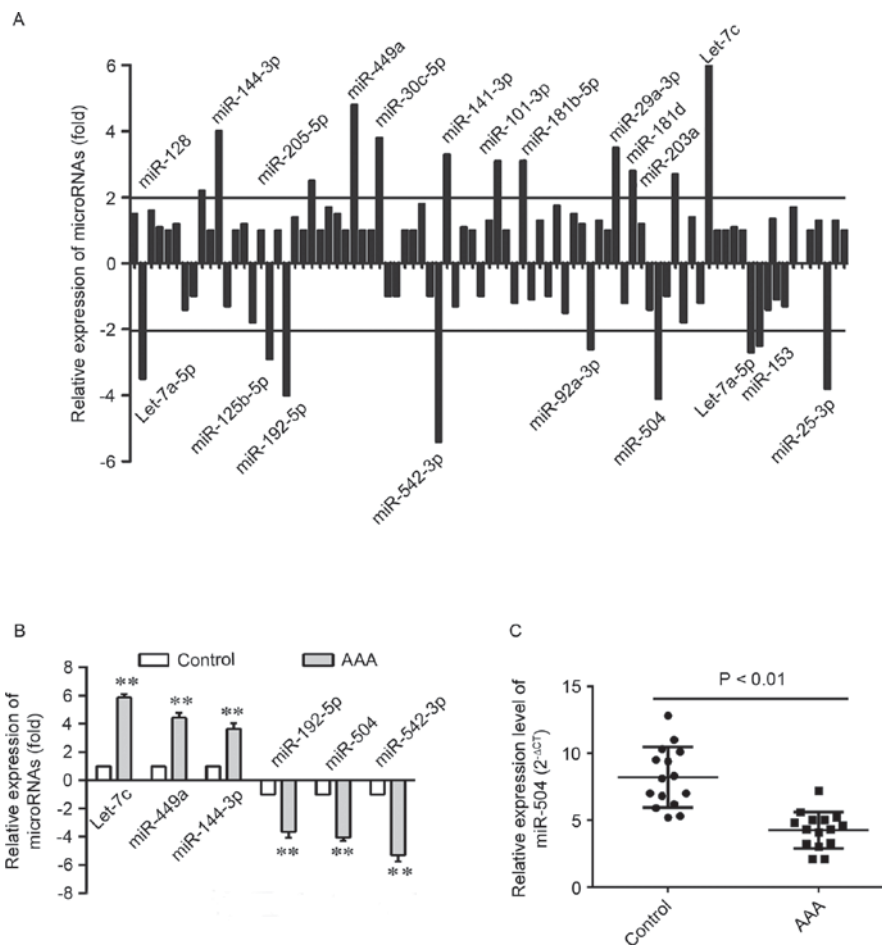 A
Relative expression of microRNAs (fold)
6
4
2
0
-2
-4
-6
miR-128
miR-144-3p
miR-205-5p
miR-449a
miR-30c-5p
miR-141-3p
miR-101-3p
miR-181b-5p
miR-29a-3p
miR-181d
miR-203a
Let-7c
Let-7a-5p
miR-125b-5p
miR-192-5p
miR-542-3p
miR-92a-3p
miR-504
Let-7a-5p
miR-153
miR-25-3p
B
Control
AAA
Relative expression of
microRNAs (fold)
8
6
4
2
0
-2
-4
-6
-8
**
**
**
miR-192-5p
miR-504
miR-542-3p
Let-7c
miR-449a
miR-144-3p
**
**
**
C
P < 0.01
Relative expression level of
miR-504 (2-ΔCT)
15
10
5
0
Control
AAA